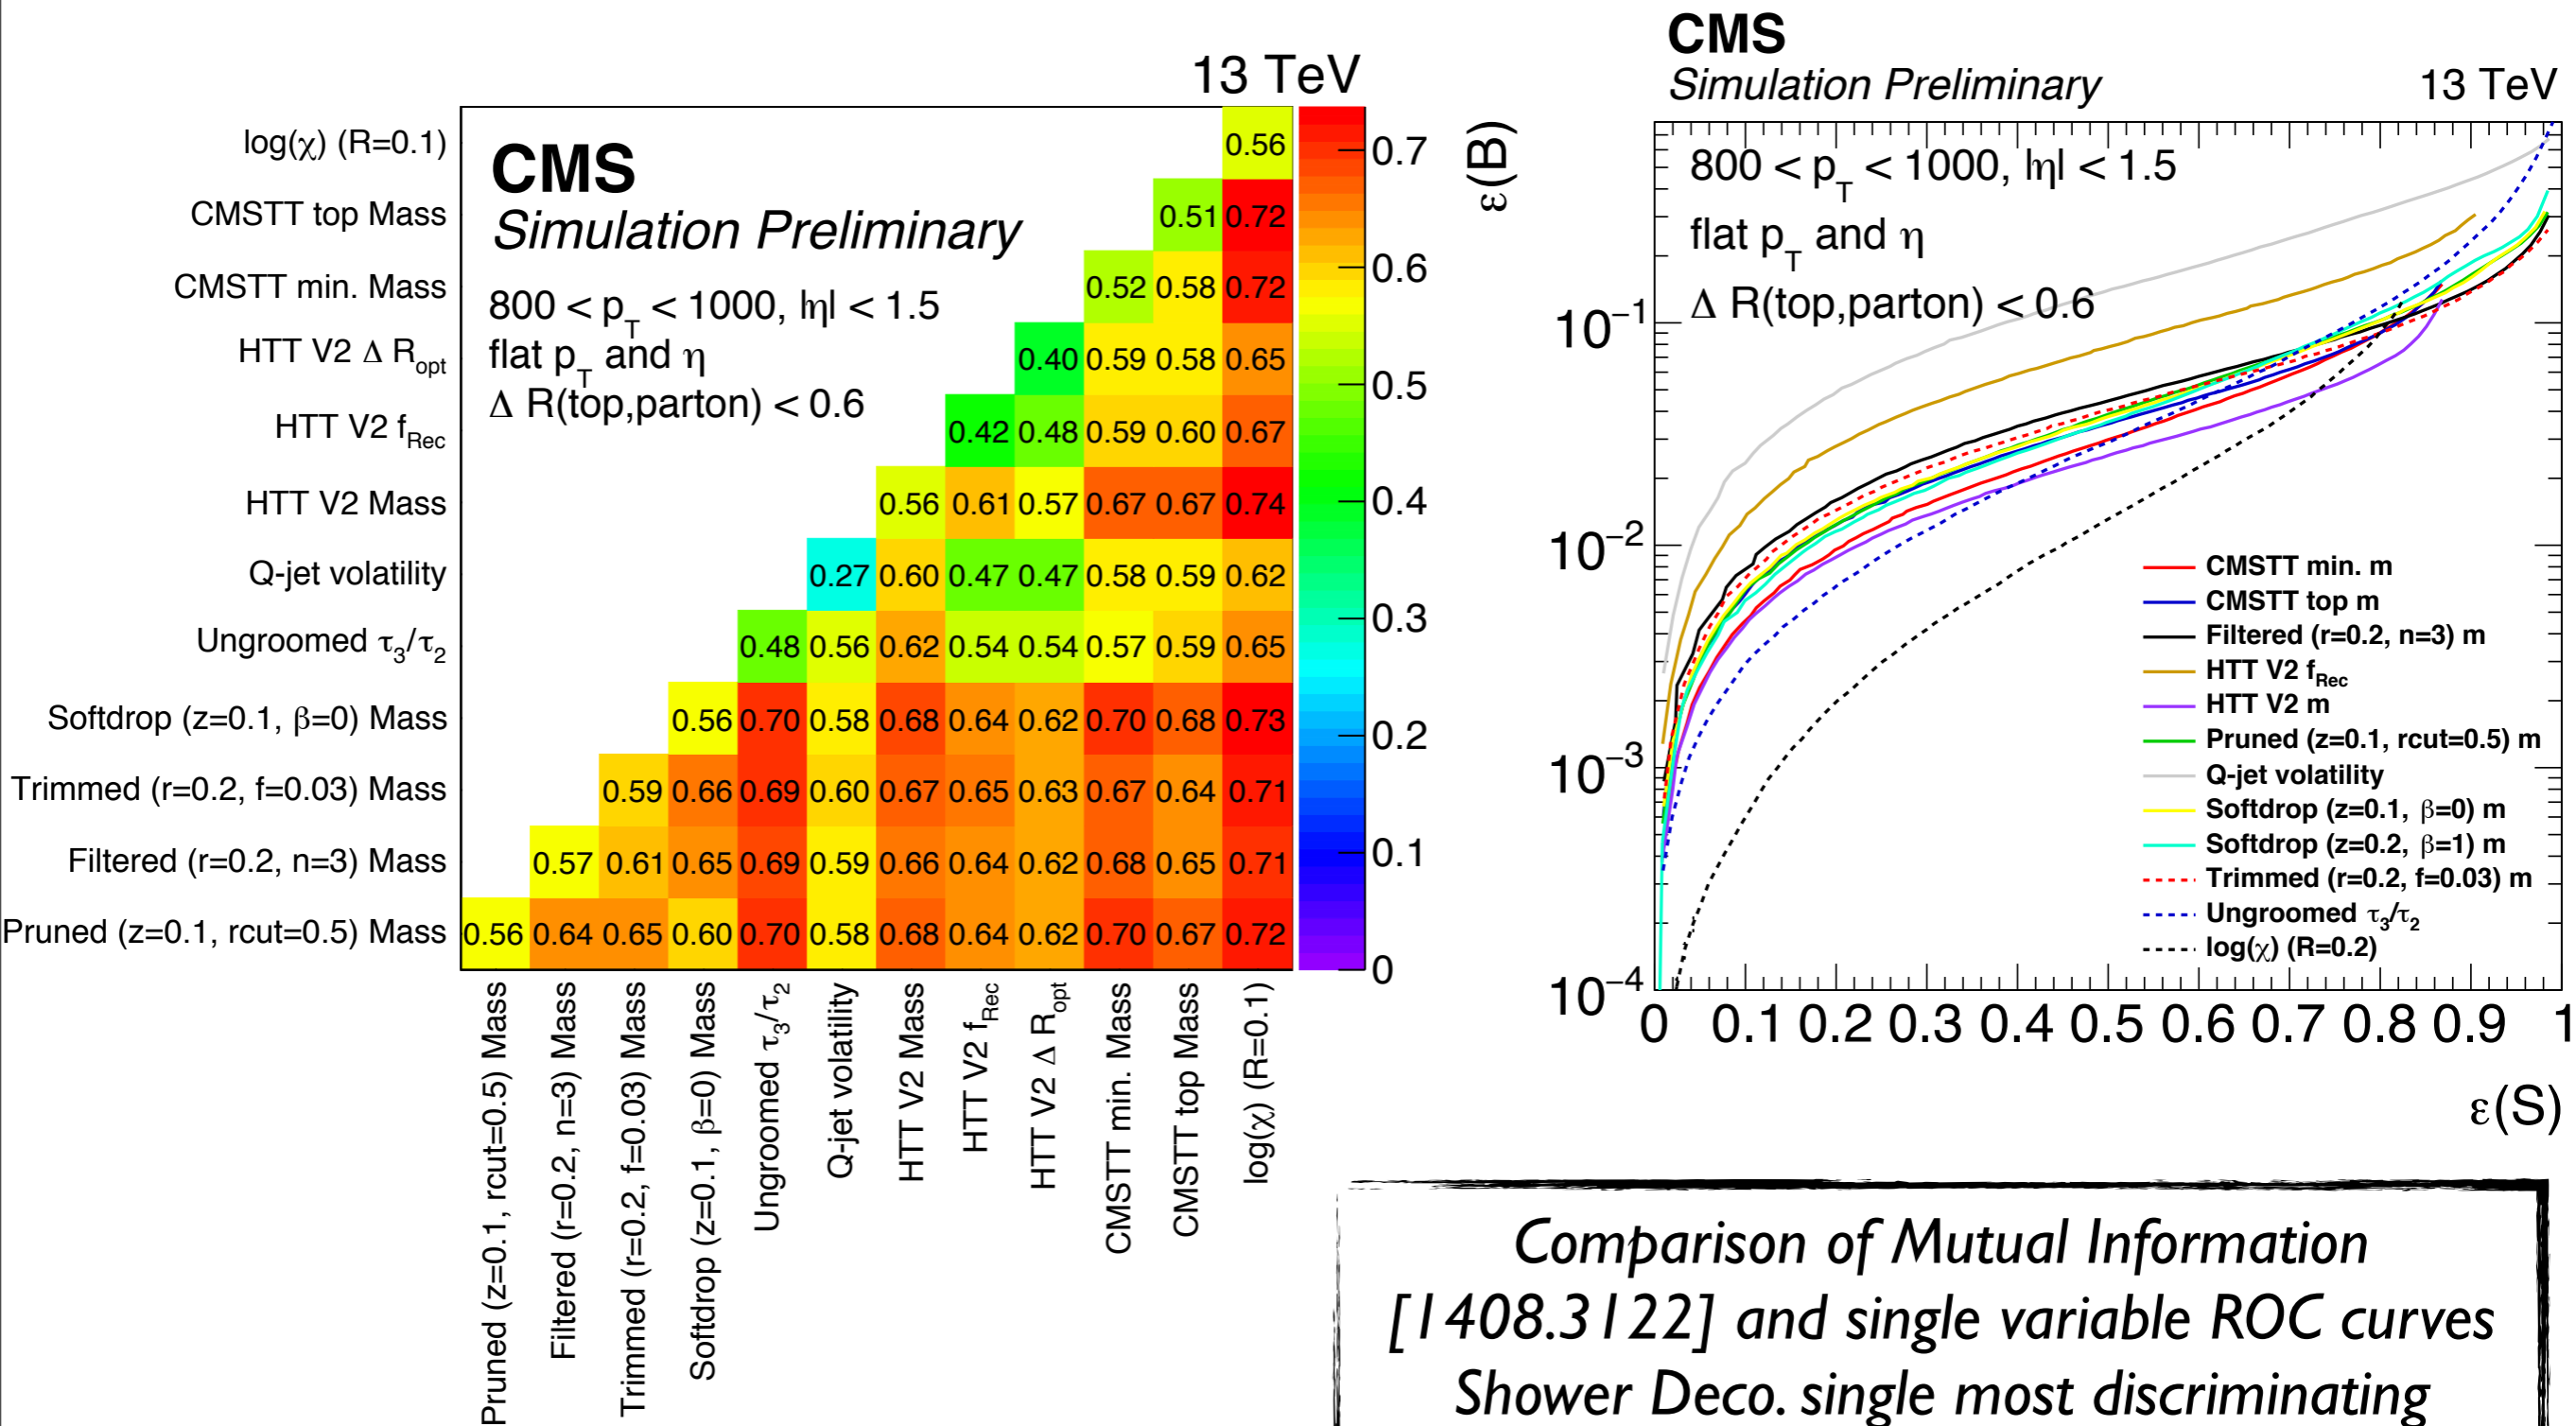 13 TeV
CMS
Simulation Preliminary
800 < pT < 1000, |η| < 1.5
flat pT and η
Δ R(top,parton) < 0.6
log(χ) (R=0.1)
CMSTT top Mass
CMSTT min. Mass
HTT V2 Δ Ropt
HTT V2 fRec
HTT V2 Mass
Q-jet volatility
Ungroomed τ3/τ2
Softdrop (z=0.1, β=0) Mass
Trimmed (r=0.2, f=0.03) Mass
Filtered (r=0.2, n=3) Mass
Pruned (z=0.1, rcut=0.5) Mass
0.56
0.51 0.72
0.52 0.58 0.72
0.40 0.59 0.58 0.65
0.42 0.48 0.59 0.60 0.67
0.56 0.61 0.57 0.67 0.67 0.74
0.27 0.60 0.47 0.47 0.58 0.59 0.62
0.48 0.56 0.62 0.54 0.54 0.57 0.59 0.65
0.56 0.70 0.58 0.68 0.64 0.62 0.70 0.68 0.73
0.59 0.66 0.69 0.60 0.67 0.65 0.63 0.67 0.64 0.71
0.57 0.61 0.65 0.69 0.59 0.66 0.64 0.62 0.68 0.65 0.71
0.56 0.64 0.65 0.60 0.70 0.58 0.68 0.64 0.62 0.70 0.67 0.72
Pruned (z=0.1, rcut=0.5) Mass
Filtered (r=0.2, n=3) Mass
Trimmed (r=0.2, f=0.03) Mass
Softdrop (z=0.1, β=0) Mass
Ungroomed τ3/τ2
Q-jet volatility
HTT V2 Mass
HTT V2 fRec
HTT V2 Δ Ropt
CMSTT min. Mass
CMSTT top Mass
log(χ) (R=0.1)
0.7
0.6
0.5
0.4
0.3
0.2
0.1
0
CMS
Simulation Preliminary
13 TeV
ε(B)
800 < pT < 1000, |η| < 1.5
flat pT and η
Δ R(top,parton) < 0.6
10−1
10−2
10−3
10−4
CMSTT min. m
CMSTT top m
Filtered (r=0.2, n=3) m
HTT V2 fRec
HTT V2 m
Pruned (z=0.1, rcut=0.5) m
Q-jet volatility
Softdrop (z=0.1, β=0) m
Softdrop (z=0.2, β=1) m
Trimmed (r=0.2, f=0.03) m
Ungroomed τ3/τ2
log(χ) (R=0.2)
0 0.1 0.2 0.3 0.4 0.5 0.6 0.7 0.8 0.9 1
ε(S)
Comparison of Mutual Information
[1408.3122] and single variable ROC curves
Shower Deco. single most discriminating